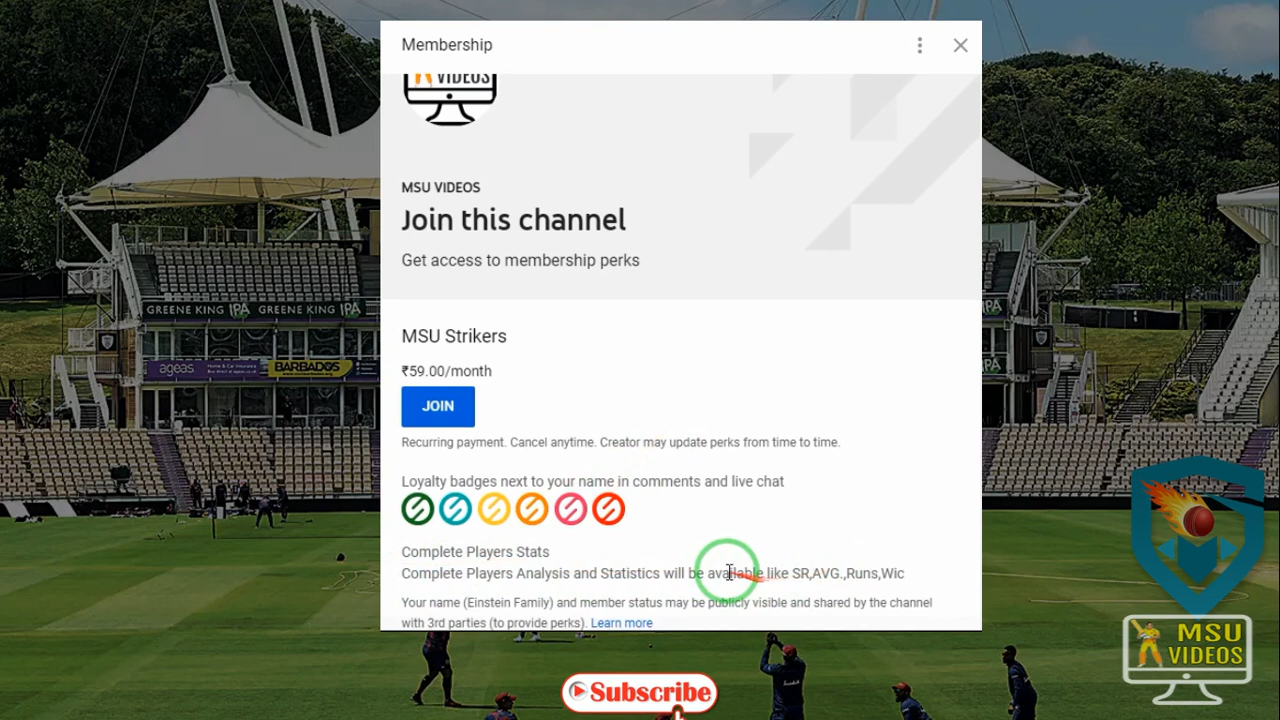 Membership
VIDEOS
MSU VIDEOS
Join this channel
Get access to membership perks
MSU Strikers
₹59.00/month
JOIN
Recurring payment. Cancel anytime. Creator may update perks from time to time.
Loyalty badges next to your name in comments and live chat
Complete Players Stats
Complete Players Analysis and Statistics will be available like SR,AVG.,Runs,Wic
Your name (Einstein Family) and member status may be publicly visible and shared by the channel
with 3rd parties (to provide perks). Learn more
GREENE KING IPA GREENE KING IPA
ageas BARBADOS
MSU
VIDEOS
Subscribe